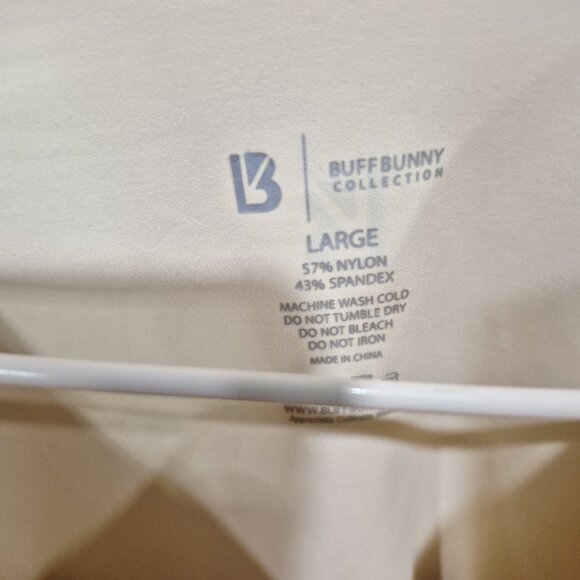 B
BUFFBUNNY
COLLECTION
LARGE
57% NYLON
43% SPANDEX
MACHINE WASH COLD
DO NOT TUMBLE DRY
DO NOT BLEACH
DO NOT IRON
MADE IN CHINA